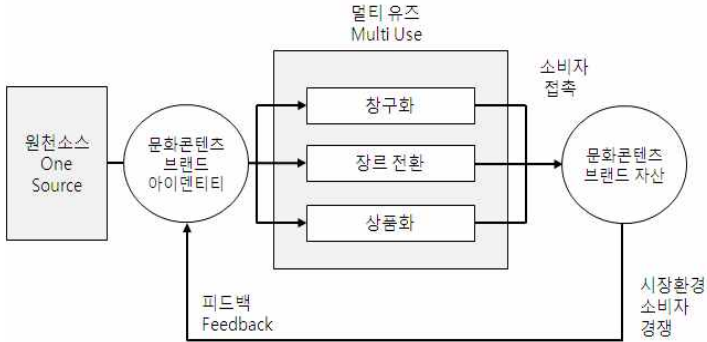 멀티 유즈
Multi Use
원천소스
One
Source
문화콘텐츠
브랜드
아이덴티티
창구화
장르 전환
상품화
소비자
접촉
문화콘텐츠
브랜드 자산
피드백
Feedback
시장환경
소비자
경쟁